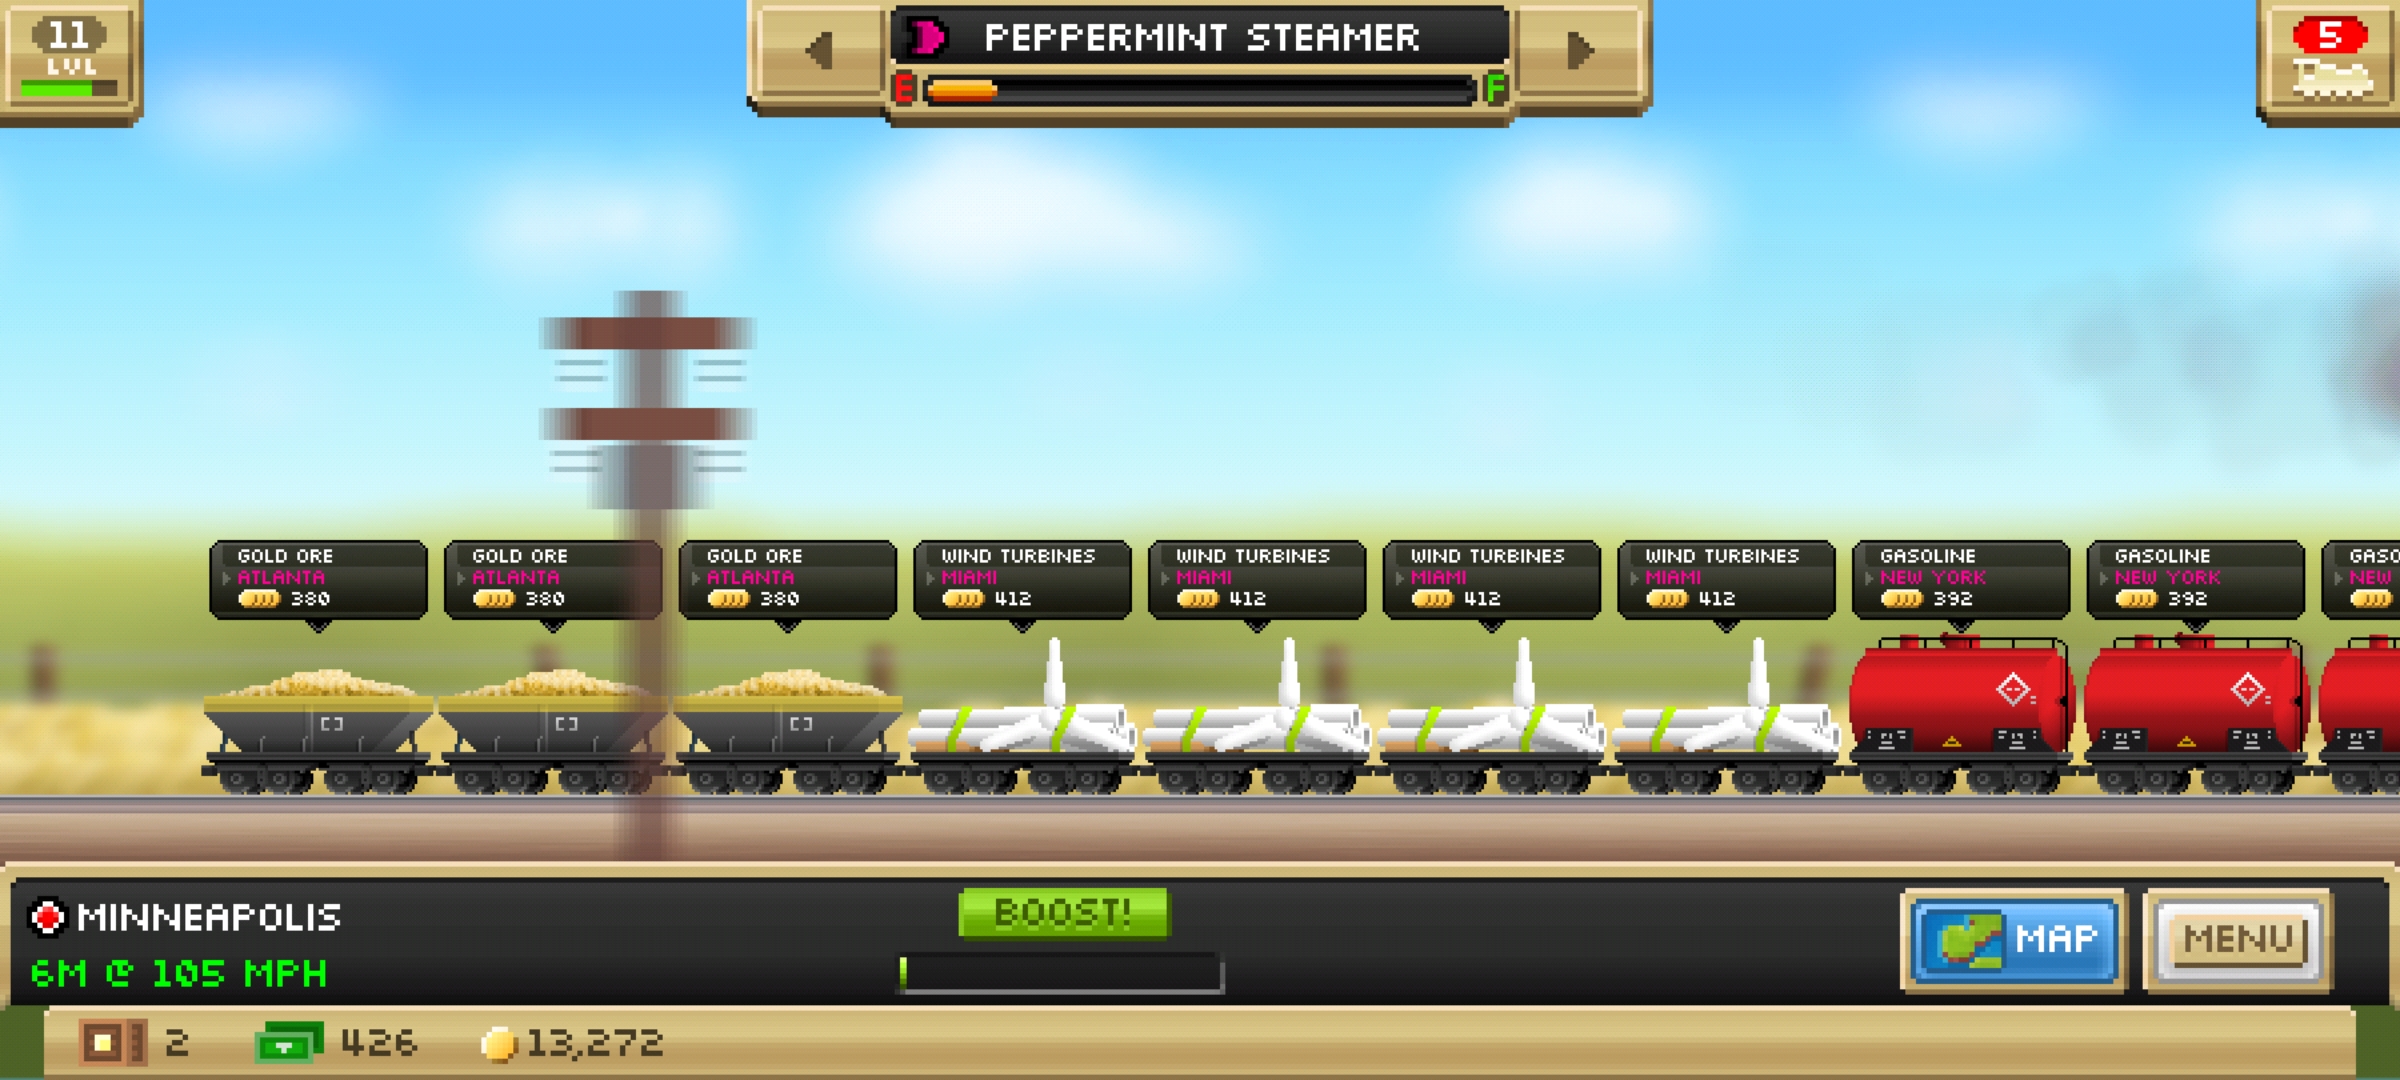 11
LVL
PEPPERMINT STEAMER
E F
5
GOLD ORE
ATLANTA
380
GOLD ORE
ATLANTA
380
GOLD ORE
ATLANTA
380
WIND TURBINES
MIAMI
412
WIND TURBINES
MIAMI
412
WIND TURBINES
MIAMI
412
WIND TURBINES
MIAMI
412
GASOLINE
NEW YORK
392
GASOLINE
NEW YORK
392
GASO
NEW
MINNEAPOLIS
6M @ 105 MPH
BOOST!
MAP
MENU
2 426 13,272